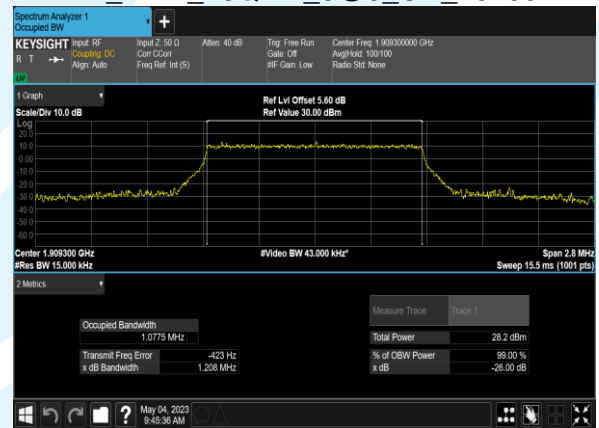 Spectrum Analyzer 1
Occupied BW
KEYSIGHT Input: RF Input Z: 50 Ω Atten: 40 dB Trig: Free Run Center Freq: 1.909300000 GHz
R T Coupling: DC Corr CCorr Gate: Off Avg|Hold: 100/100
Align: Auto Freq Ref: Int (S) #IF Gain: Low Radio Std: None
1 Graph
Ref Lvl Offset 5.60 dB
Scale/Div 10.0 dB Ref Value 30.00 dBm
Log
20.0
10.0
0.00
-10.0
-20.0
-30.0
-40.0
-50.0
-60.0
Center 1.909300 GHz #Video BW 43.000 kHz* Span 2.8 MHz
#Res BW 15.000 kHz Sweep 15.5 ms (1001 pts)
2 Metrics
Measure Trace Trace 1
Occupied Bandwidth
1.0775 MHz Total Power 28.2 dBm
Transmit Freq Error -423 Hz % of OBW Power 99.00 %
x dB Bandwidth 1.208 MHz x dB -26.00 dB
May 04, 2023
9:45:36 AM